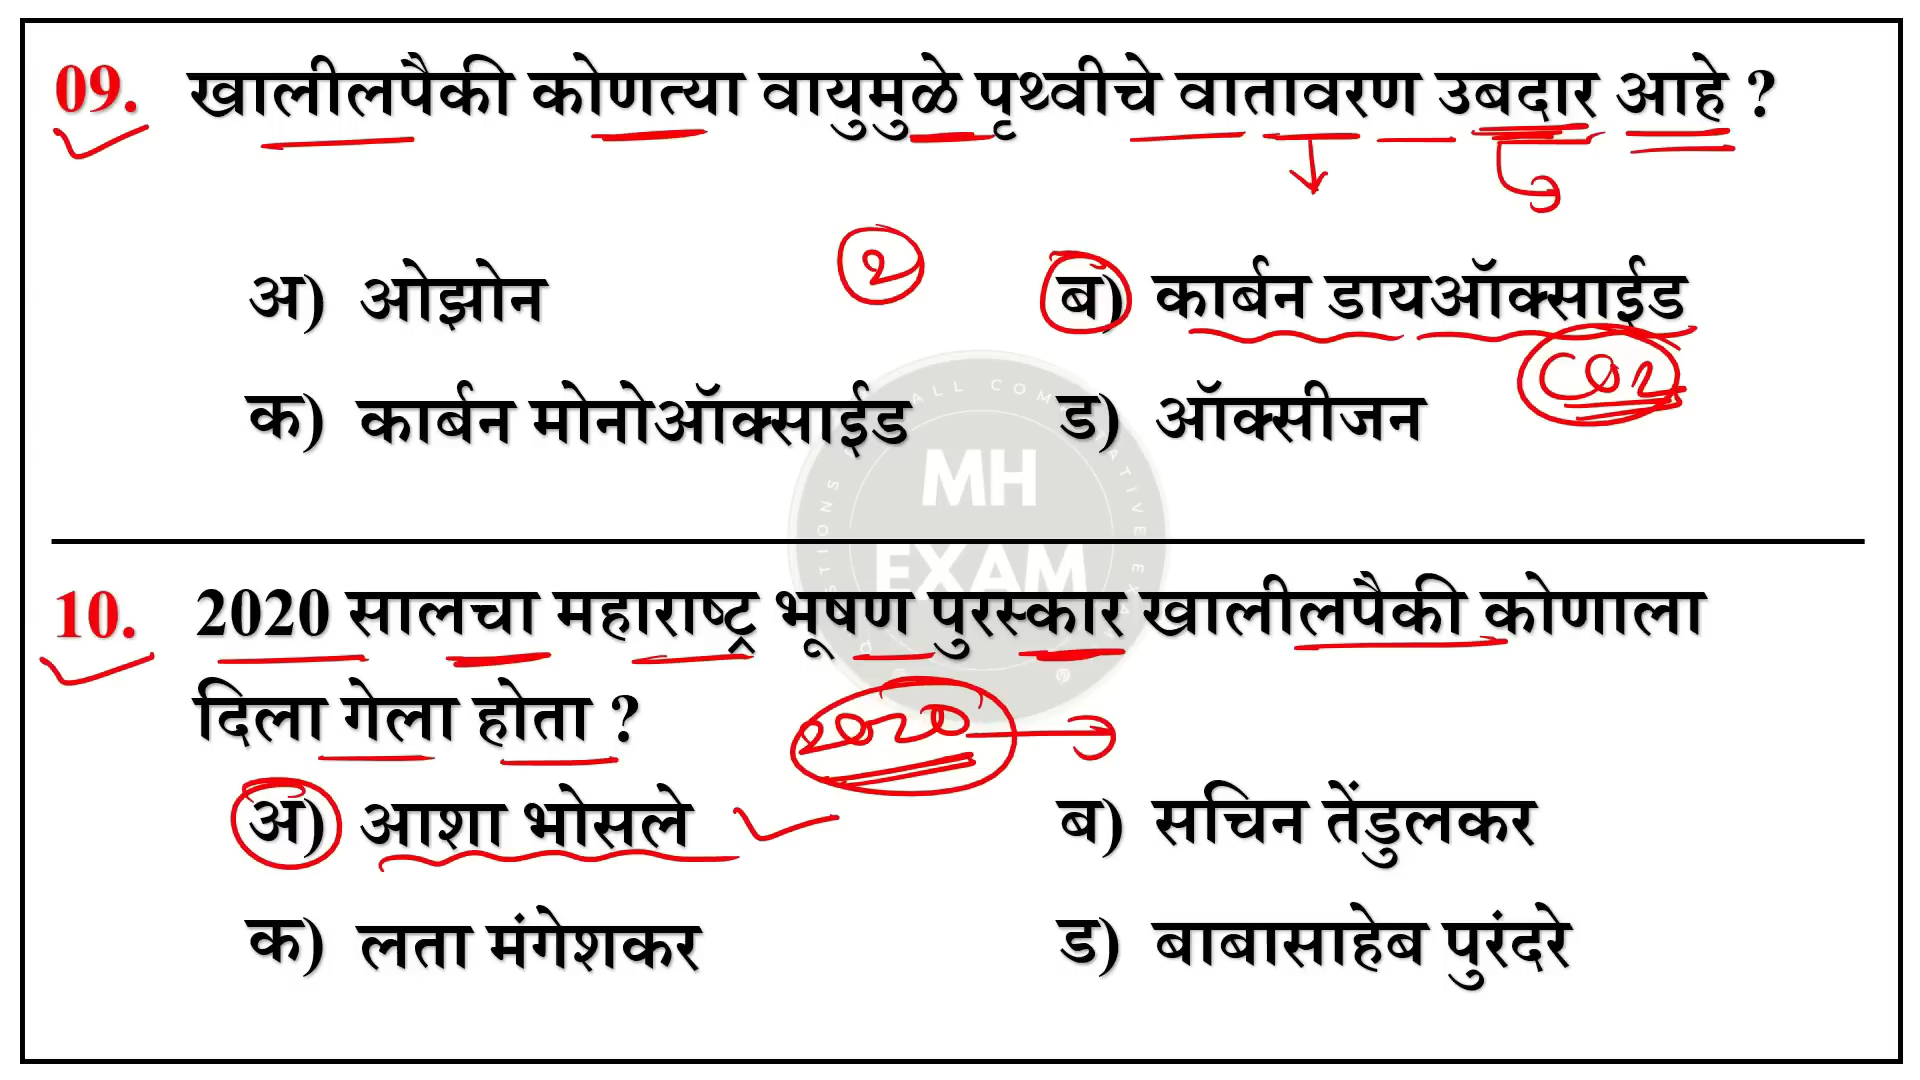 09. खालीलपैकी कोणत्या वायुमुळे पृथ्वीचे वातावरण उबदार आहे ?
अ) ओझोन
२
ब) कार्बन डायऑक्साईड
CO2
क) कार्बन मोनोऑक्साईड
ड) ऑक्सीजन
MH
EXAM
10. 2020 सालचा महाराष्ट्र भूषण पुरस्कार खालीलपैकी कोणाला
दिला गेला होता ?
2020
अ) आशा भोसले
ब) सचिन तेंडुलकर
क) लता मंगेशकर
ड) बाबासाहेब पुरंदरे